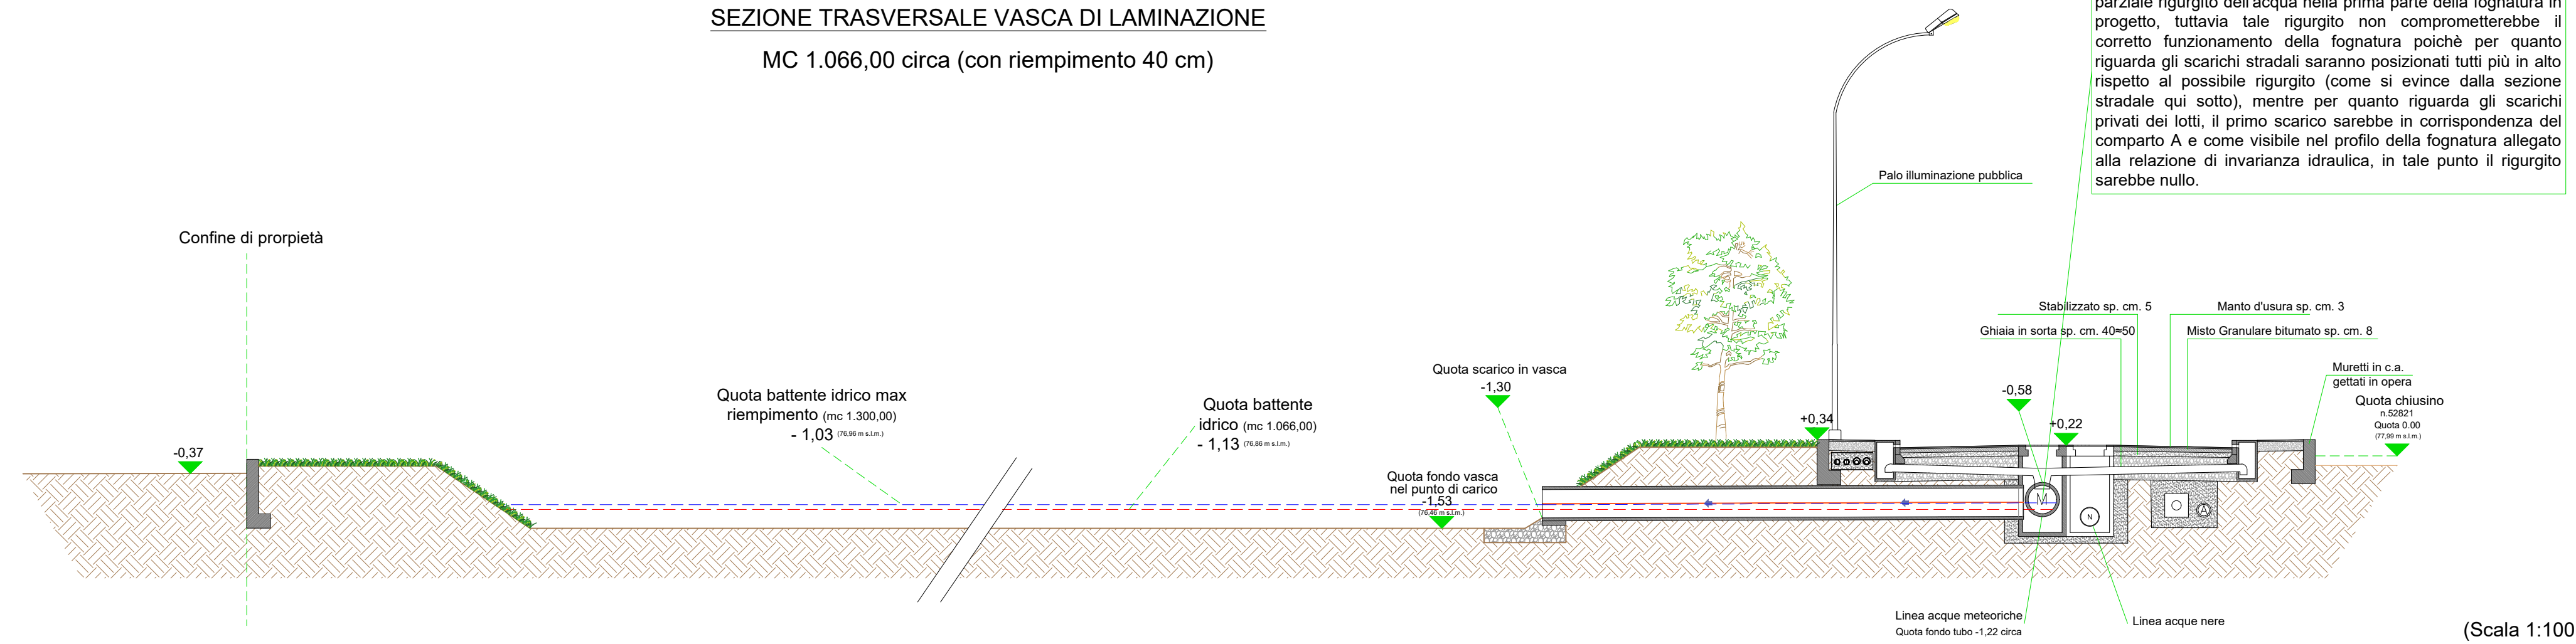 SEZIONE TRASVERSALE VASCA DI LAMINAZIONE
MC 1.066,00 circa (con riempimento 40 cm)
parziale rigurgito dell'acqua nella prima parte della fognatura in
progetto, tuttavia tale rigurgito non comprometterebbe il
corretto funzionamento della fognatura poichè per quanto
riguarda gli scarichi stradali saranno posizionati tutti più in alto
rispetto al possibile rigurgito (come si evince dalla sezione
stradale qui sotto), mentre per quanto riguarda gli scarichi
privati dei lotti, il primo scarico sarebbe in corrispondenza del
comparto A e come visibile nel profilo della fognatura allegato
alla relazione di invarianza idraulica, in tale punto il rigurgito
sarebbe nullo.
Palo illuminazione pubblica
Confine di prorpietà
Stabilizzato sp. cm. 5
Manto d'usura sp. cm. 3
Ghiaia in sorta sp. cm. 40≈50
Misto Granulare bitumato sp. cm. 8
Quota scarico in vasca
-1,30
Muretti in c.a.
gettati in opera
Quota battente idrico max
riempimento (mc 1.300,00)
- 1,03 (76,96 m s.l.m.)
Quota battente
idrico (mc 1.066,00)
- 1,13 (76,86 m s.l.m.)
-0,58
Quota chiusino
n.52821
Quota 0.00
(77,99 m s.l.m.)
+0,34
+0,22
-0,37
Quota fondo vasca
nel punto di carico
-1,53
(76,46 m s.l.m.)
M
N
A
Linea acque meteoriche
Quota fondo tubo -1,22 circa
Linea acque nere
(Scala 1:100